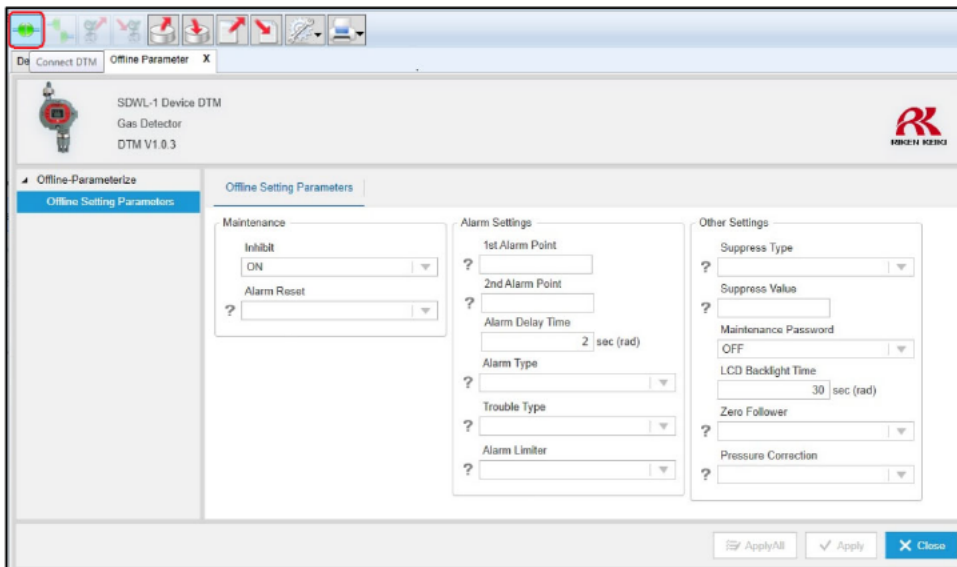 De
Connect DTM
Offline Parameter X
SDWL-1 Device DTM
Gas Detector
DTM V1.0.3
RIKEN KEIKI
Offline-Parameterize
Offline Setting Parameters
Offline Setting Parameters
Maintenance
Inhibit
ON
Alarm Reset
?
Alarm Settings
1st Alarm Point
?
2nd Alarm Point
?
Alarm Delay Time
2 sec (rad)
Alarm Type
?
Trouble Type
?
Alarm Limiter
?
Other Settings
Suppress Type
?
Suppress Value
?
Maintenance Password
OFF
LCD Backlight Time
30 sec (rad)
Zero Follower
?
Pressure Correction
?
ApplyAll
Apply
Close